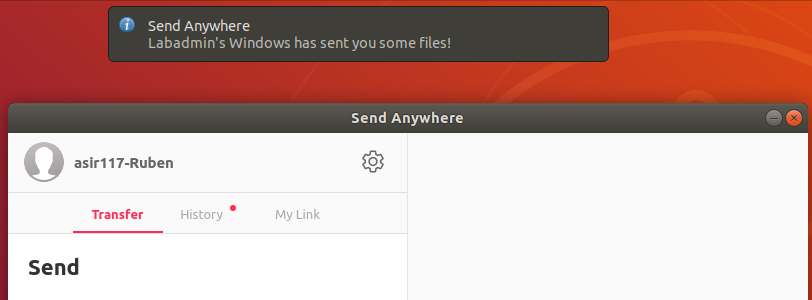 Send Anywhere
Labadmin's Windows has sent you some files!
Send Anywhere
asir117-Ruben
Transfer
History
My Link
Send